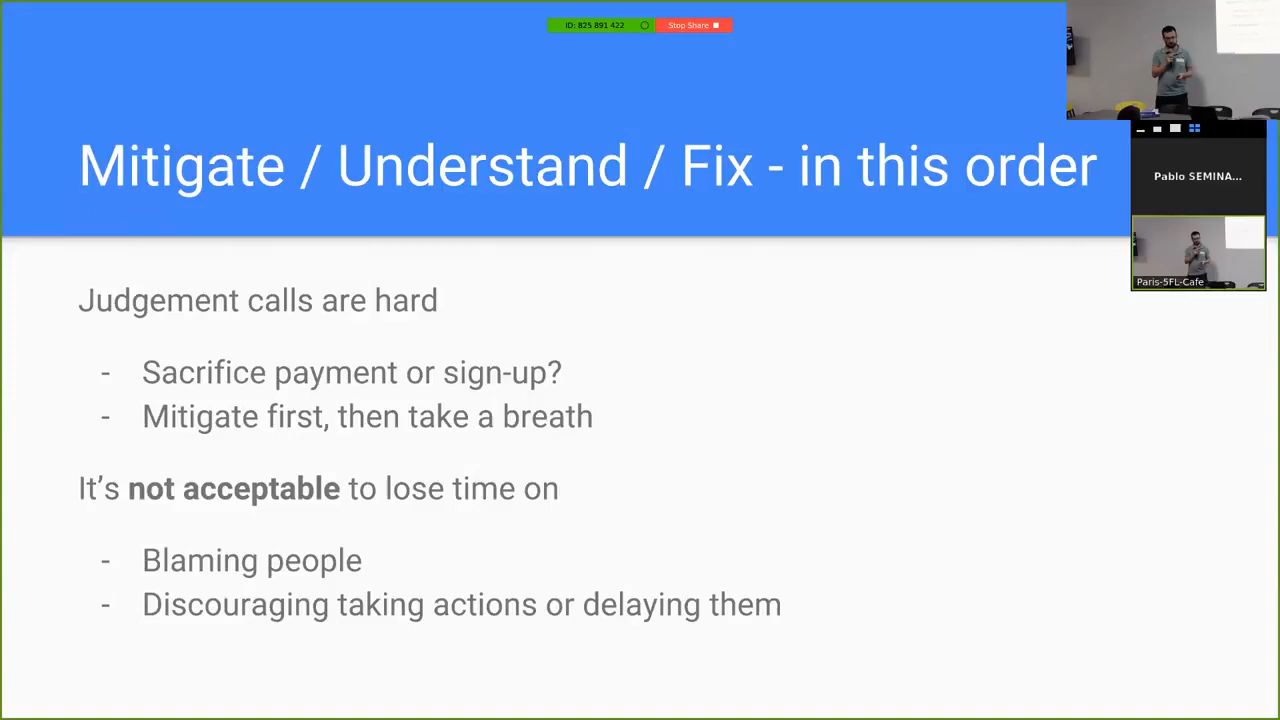 ID: 825 891 422
Stop Share
Mitigate / Understand / Fix - in this order
Pablo SEMINA...
Paris-5FL-Cafe
Judgement calls are hard
- Sacrifice payment or sign-up?
- Mitigate first, then take a breath
It’s not acceptable to lose time on
- Blaming people
- Discouraging taking actions or delaying them